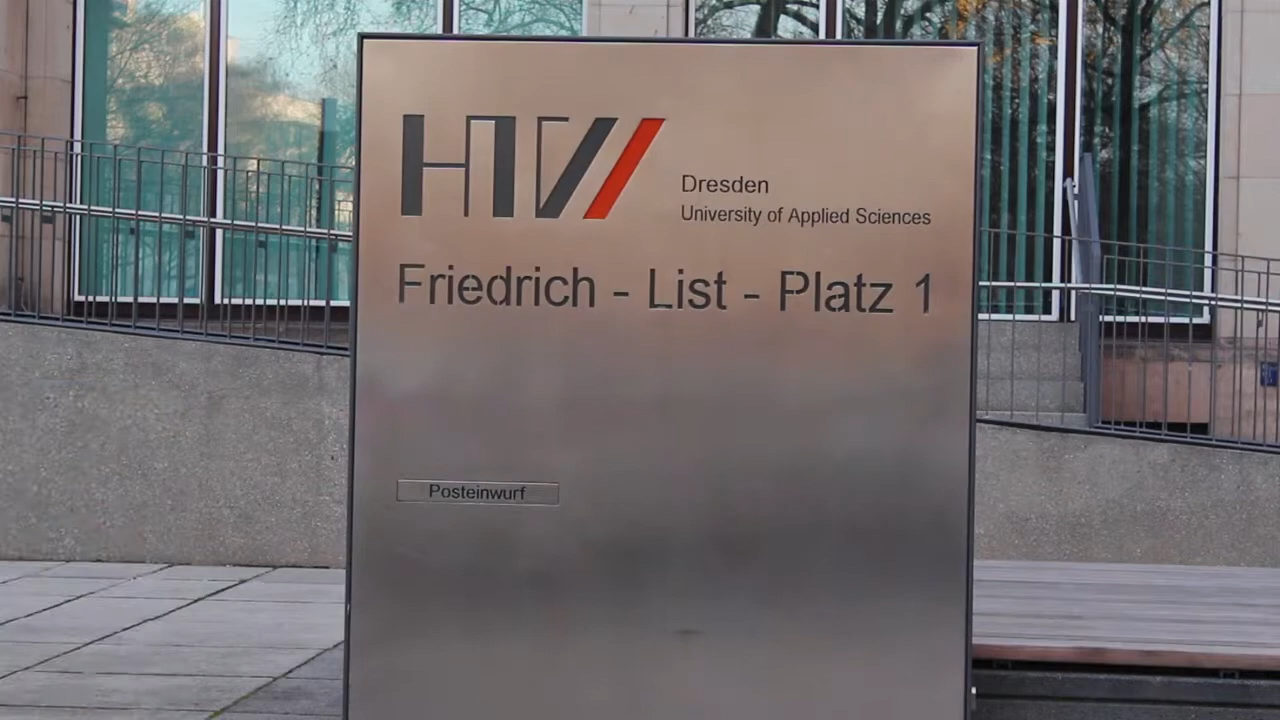 HTW
Dresden
University of Applied Sciences
Friedrich - List - Platz 1
Posteinwurf